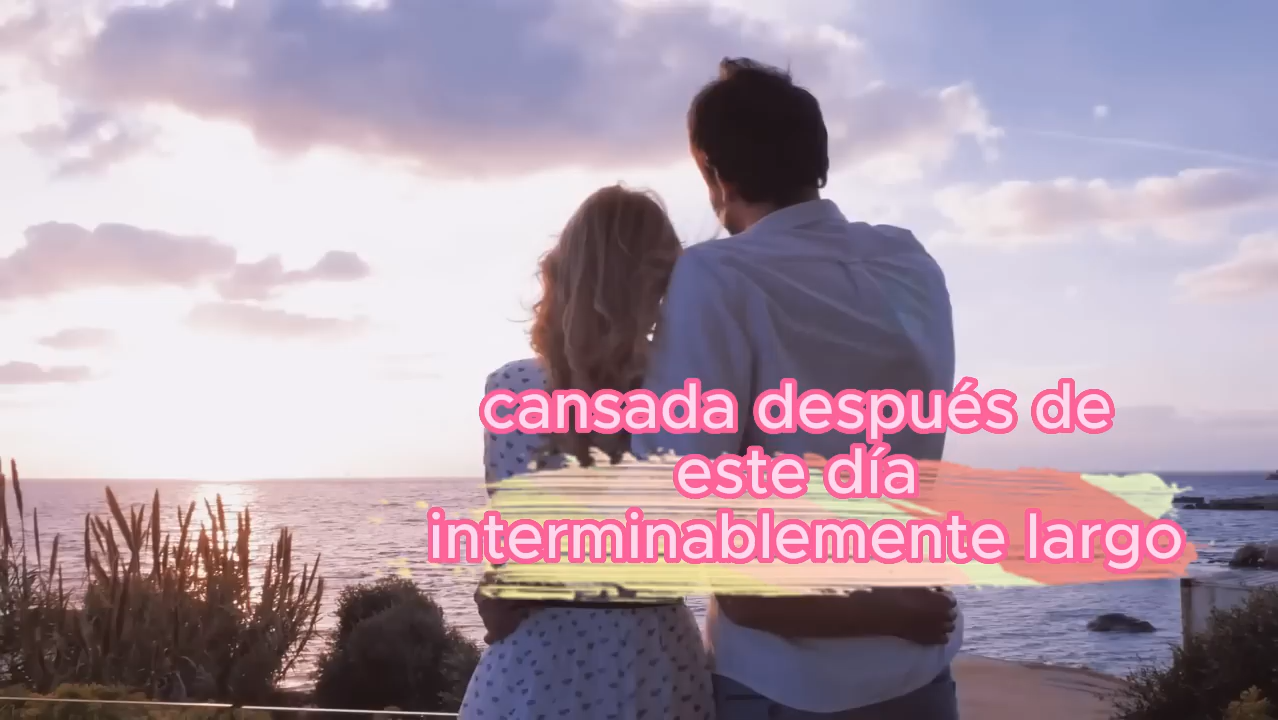 cansada después de
este día
interminablemente largo